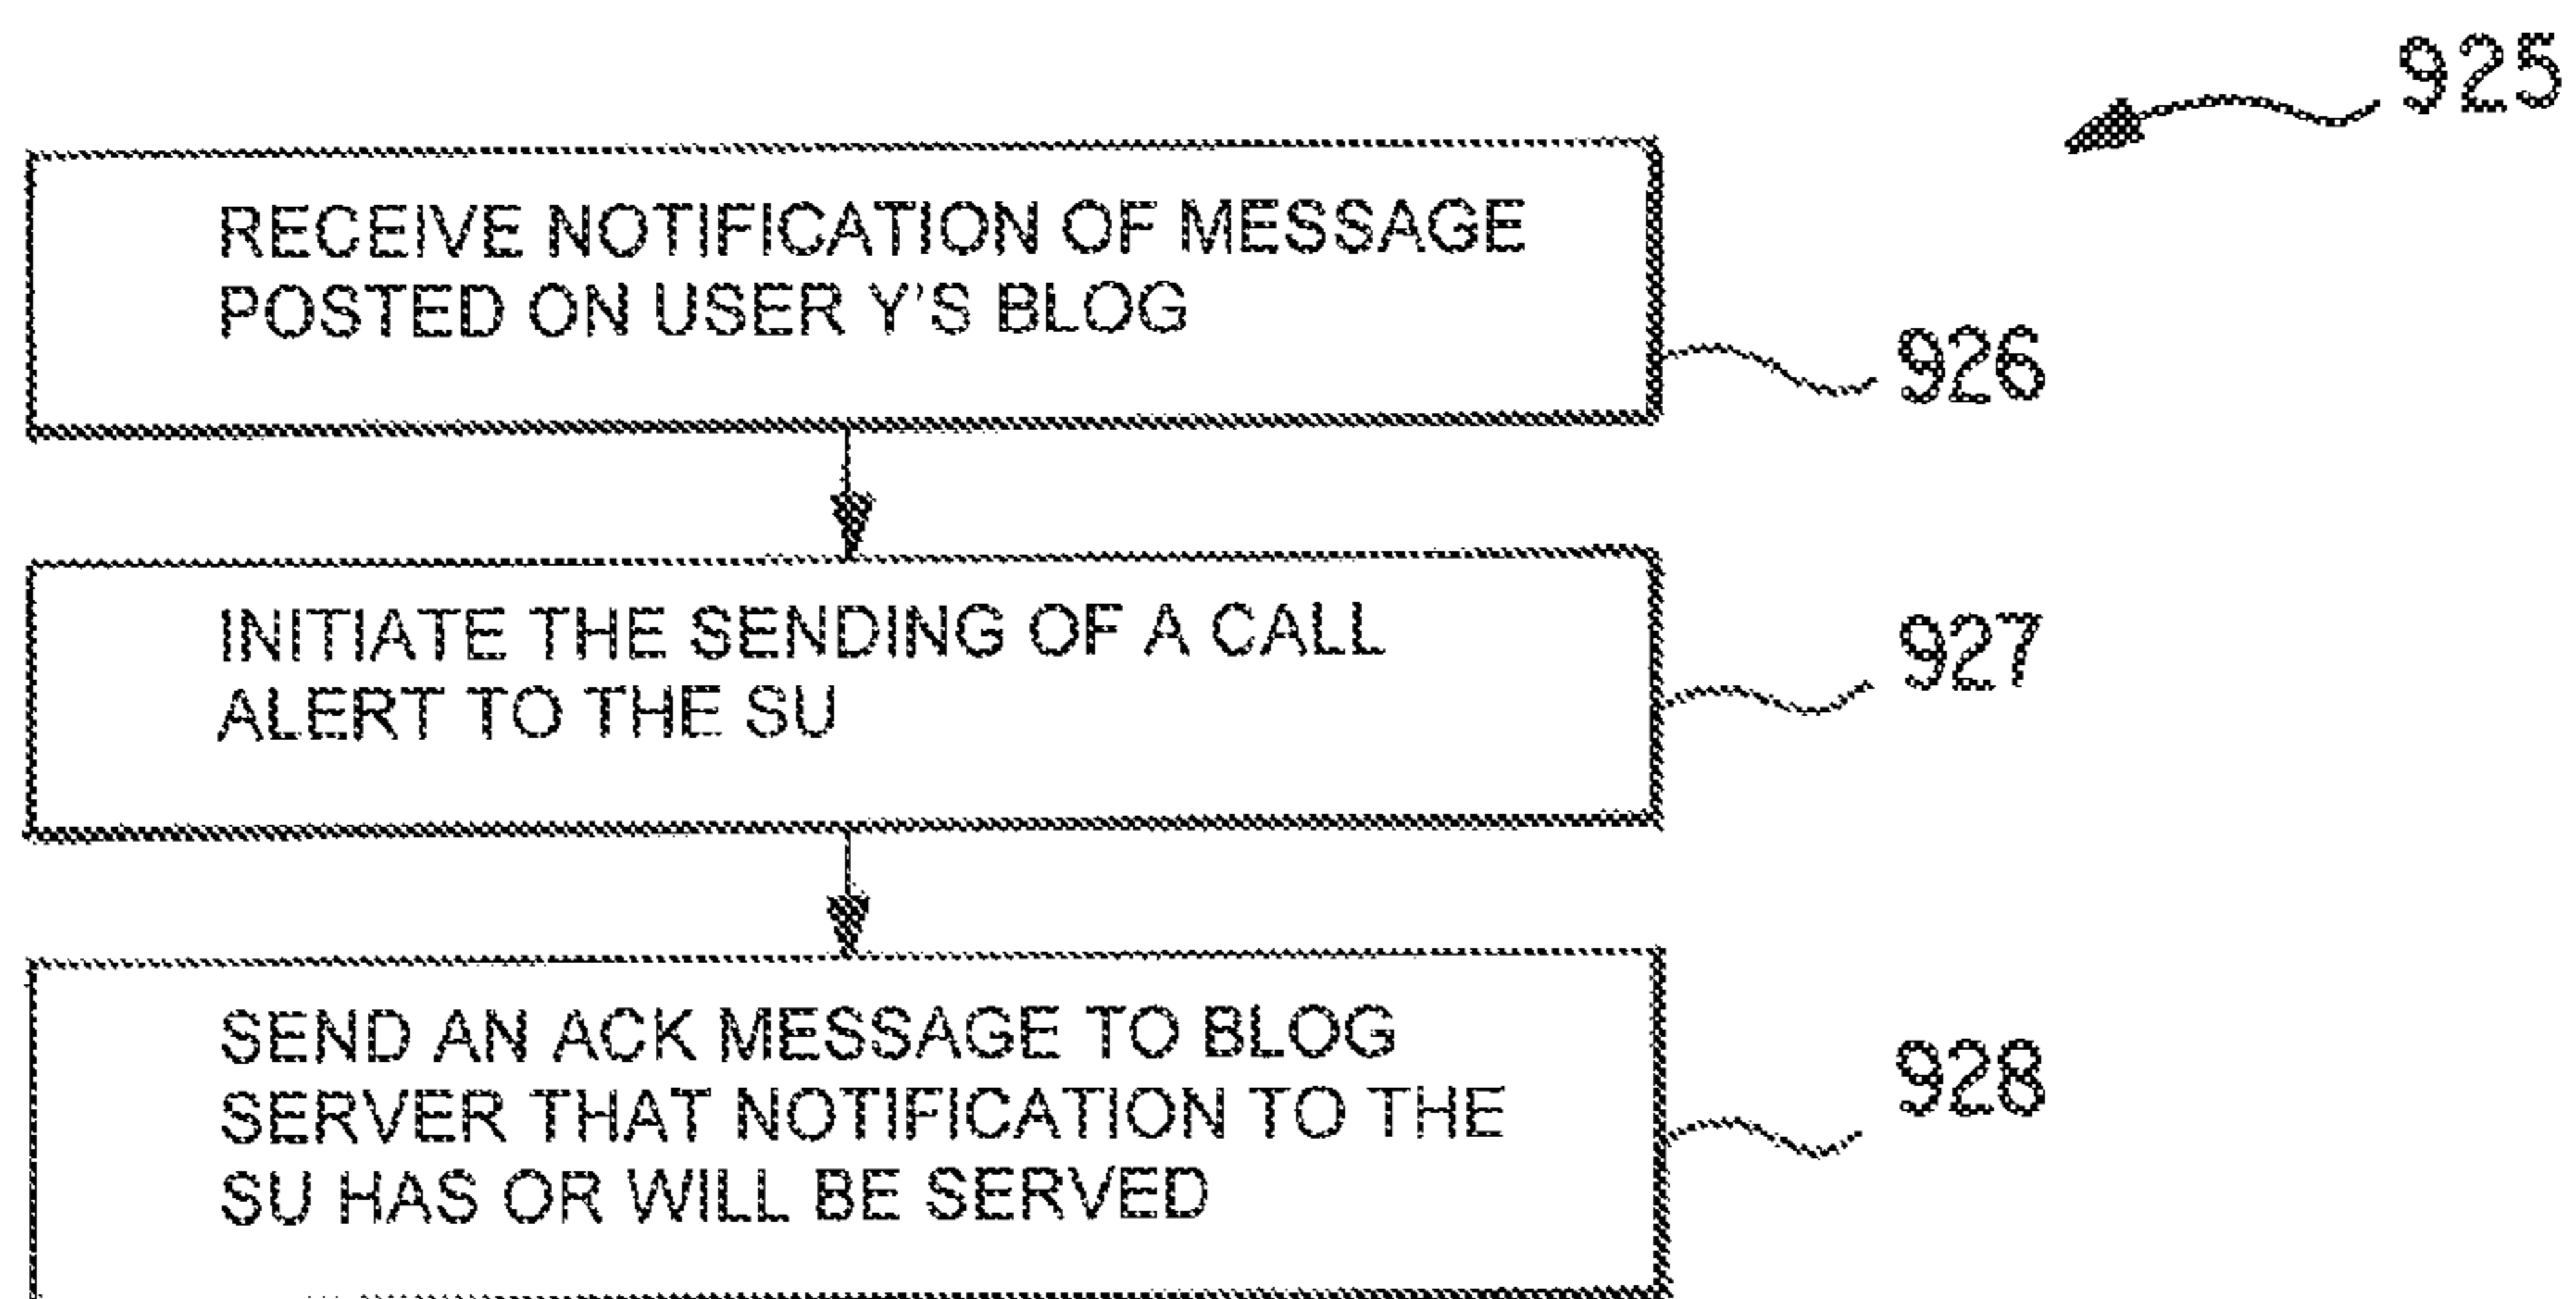 925
RECEIVE NOTIFICATION OF MESSAGE
POSTED ON USER Y'S BLOG
926
INITIATE THE SENDING OF A CALL
ALERT TO THE SU
927
SEND AN ACK MESSAGE TO BLOG
SERVER THAT NOTIFICATION TO THE
SU HAS OR WILL BE SERVED
928